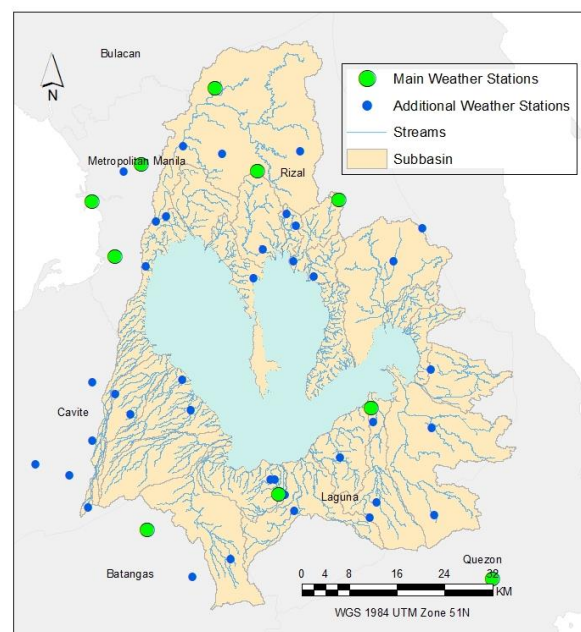 Bulacan
N
Main Weather Stations
Additional Weather Stations
Streams
Subbasin
Metropolitan Manila
Rizal
Cavite
Laguna
Quezon
Batangas
0 4 8 16 24 32
KM
WGS 1984 UTM Zone 51N